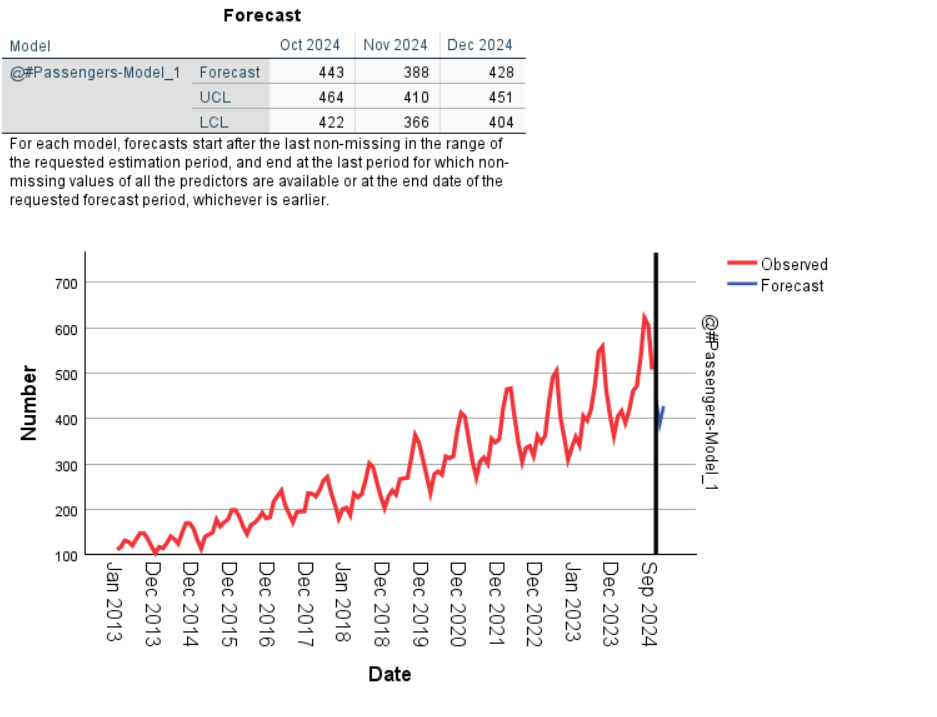 Forecast
Model Oct 2024 Nov 2024 Dec 2024
@#Passengers-Model_1 Forecast 443 388 428
UCL 464 410 451
LCL 422 366 404
For each model, forecasts start after the last non-missing in the range of
the requested estimation period, and end at the last period for which non-
missing values of all the predictors are available or at the end date of the
requested forecast period, whichever is earlier.
Observed
Forecast
@#Passengers-Model_1
Number
700
600
500
400
300
200
100
Jan 2013
Dec 2013
Dec 2014
Dec 2015
Dec 2016
Dec 2017
Jan 2018
Dec 2018
Dec 2019
Dec 2020
Dec 2021
Dec 2022
Jan 2023
Dec 2023
Sep 2024
Date